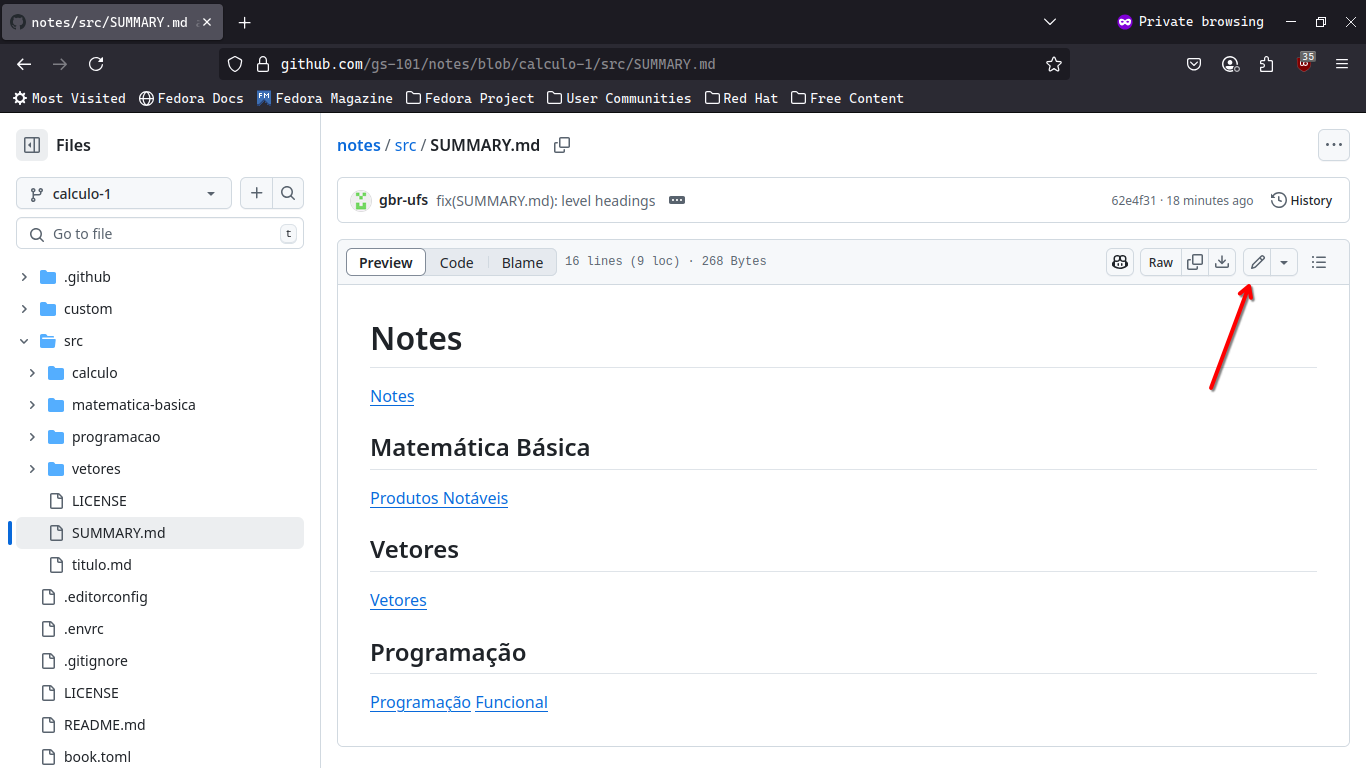 notes/src/SUMMARY.md
Private browsing
github.com/gs-101/notes/blob/calculo-1/src/SUMMARY.md
35
Most Visited
Fedora Docs
FM
Fedora Magazine
Fedora Project
User Communities
Red Hat
Free Content
Files
notes / src / SUMMARY.md
calculo-1
gbr-ufs fix(SUMMARY.md): level headings
62e4f31 · 18 minutes ago
History
Go to file
t
Preview
Code
Blame
16 lines (9 loc) · 268 Bytes
Raw
.github
custom
src
calculo
matematica-basica
programacao
vetores
LICENSE
SUMMARY.md
titulo.md
.editorconfig
.envrc
.gitignore
LICENSE
README.md
book.toml
Notes
Notes
Matemática Básica
Produtos Notáveis
Vetores
Vetores
Programação
Programação Funcional